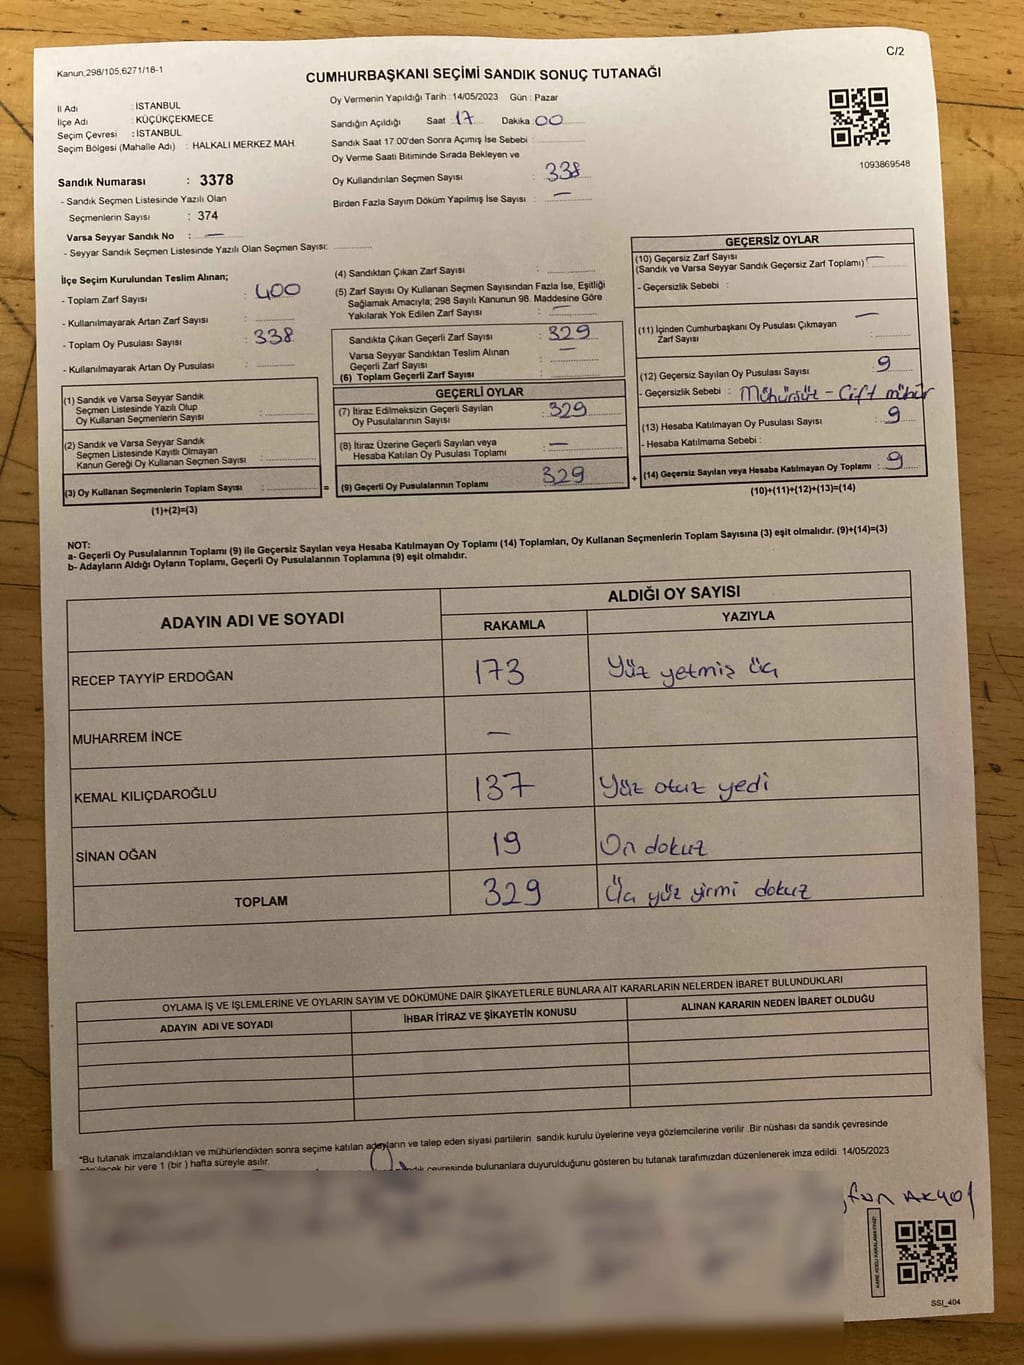 C/2
Kanun,298/105,6271/18-1
CUMHURBAŞKANI SEÇİMİ SANDIK SONUÇ TUTANAĞI
İl Adı : İSTANBUL
İlçe Adı : KÜÇÜKÇEKMECE
Seçim Çevresi : İSTANBUL
Seçim Bölgesi (Mahalle Adı) : HALKALI MERKEZ MAH.
Sandık Numarası : 3378
- Sandık Seçmen Listesinde Yazılı Olan
Seçmenlerin Sayısı : 374
Varsa Seyyar Sandık No : —
- Seyyar Sandık Seçmen Listesinde Yazılı Olan Seçmen Sayısı:
Oy Vermenin Yapıldığı Tarih : 14/05/2023 Gün : Pazar
Sandığın Açıldığı Saat 17 Dakika 00
Sandık Saat 17:00'den Sonra Açımış İse Sebebi :
Oy Verme Saati Bitiminde Sırada Bekleyen ve
Oy Kullandırılan Seçmen Sayısı : 338
Birden Fazla Sayım Döküm Yapılmış İse Sayısı : —
1093869548
İlçe Seçim Kurulundan Teslim Alınan;
- Toplam Zarf Sayısı : 400
- Kullanılmayarak Artan Zarf Sayısı :
- Toplam Oy Pusulası Sayısı : 338
- Kullanılmayarak Artan Oy Pusulası :
(1) Sandık ve Varsa Seyyar Sandık
Seçmen Listesinde Yazılı Olup
Oy Kullanan Seçmenlerin Sayısı :
(2) Sandık ve Varsa Seyyar Sandık
Seçmen Listesinde Kayıtlı Olmayan
Kanun Gereği Oy Kullanan Seçmen Sayısı :
(3) Oy Kullanan Seçmenlerin Toplam Sayısı : =
(1)+(2)=(3)
(4) Sandıktan Çıkan Zarf Sayısı :
(5) Zarf Sayısı Oy Kullanan Seçmen Sayısından Fazla İse, Eşitliği
Sağlamak Amacıyla; 298 Sayılı Kanunun 98. Maddesine Göre
Yakılarak Yok Edilen Zarf Sayısı : —
Sandıkta Çıkan Geçerli Zarf Sayısı : 329
Varsa Seyyar Sandıktan Teslim Alınan
Geçerli Zarf Sayısı : —
(6) Toplam Geçerli Zarf Sayısı :
GEÇERLİ OYLAR
(7) İtiraz Edilmeksizin Geçerli Sayılan
Oy Pusulasının Sayısı : 329
(8) İtiraz Üzerine Geçerli Sayılan veya
Hesaba Katılan Oy Pusulası Toplamı : —
(9) Geçerli Oy Pusulalarının Toplamı : 329 +
GEÇERSİZ OYLAR
(10) Geçersiz Zarf Sayısı
(Sandık ve Varsa Seyyar Sandık Geçersiz Zarf Toplamı) —
- Geçersizlik Sebebi :
(11) İçinden Cumhurbaşkanı Oy Pusulası Çıkmayan
Zarf Sayısı : —
(12) Geçersiz Sayılan Oy Pusulası Sayısı : 9
- Geçersizlik Sebebi : Mühürsüz - Çift mühür
(13) Hesaba Katılmayan Oy Pusulası Sayısı : 9
- Hesaba Katılmama Sebebi :
(14) Geçersiz Sayılan veya Hesaba Katılmayan Oy Toplamı : 9
(10)+(11)+(12)+(13)=(14)
NOT:
a- Geçerli Oy Pusulalarının Toplamı (9) ile Geçersiz Sayılan veya Hesaba Katılmayan Oy Toplamı (14) Toplamları, Oy Kullanan Seçmenlerin Toplam Sayısına (3) eşit olmalıdır. (9)+(14)=(3)
b- Adayların Aldığı Oyların Toplamı, Geçerli Oy Pusulalarının Toplamına (9) eşit olmalıdır.
ADAYIN ADI VE SOYADI
ALDIĞI OY SAYISI
RAKAMLA YAZIYLA
RECEP TAYYİP ERDOĞAN 173 Yüz yetmiş üç
MUHARREM İNCE —
KEMAL KILIÇDAROĞLU 137 Yüz otuz yedi
SİNAN OĞAN 19 On dokuz
TOPLAM 329 Üç yüz yirmi dokuz
OYLAMA İŞ VE İŞLEMLERİNE VE OYLARIN SAYIM VE DÖKÜMÜNE DAİR ŞİKAYETLERLE BUNLARA AİT KARARLARIN NELERDEN İBARET BULUNDUKLARI
ADAYIN ADI VE SOYADI İHBAR İTİRAZ VE ŞİKAYETİN KONUSU ALINAN KARARIN NEDEN İBARET OLDUĞU
*Bu tutanak imzalandıktan ve mühürlendikten sonra seçime katılan adayların ve talep eden siyasi partilerin sandık kurulu üyelerine veya gözlemcilerine verilir .Bir nüshası da sandık çevresinde
bir yere 1 (bir ) hafta süreyle asılır.
çevresinde bulunanlara duyurulduğunu gösteren bu tutanak tarafımızdan düzenlenerek imza edildi. 14/05/2023
AKYOL
SSI_404